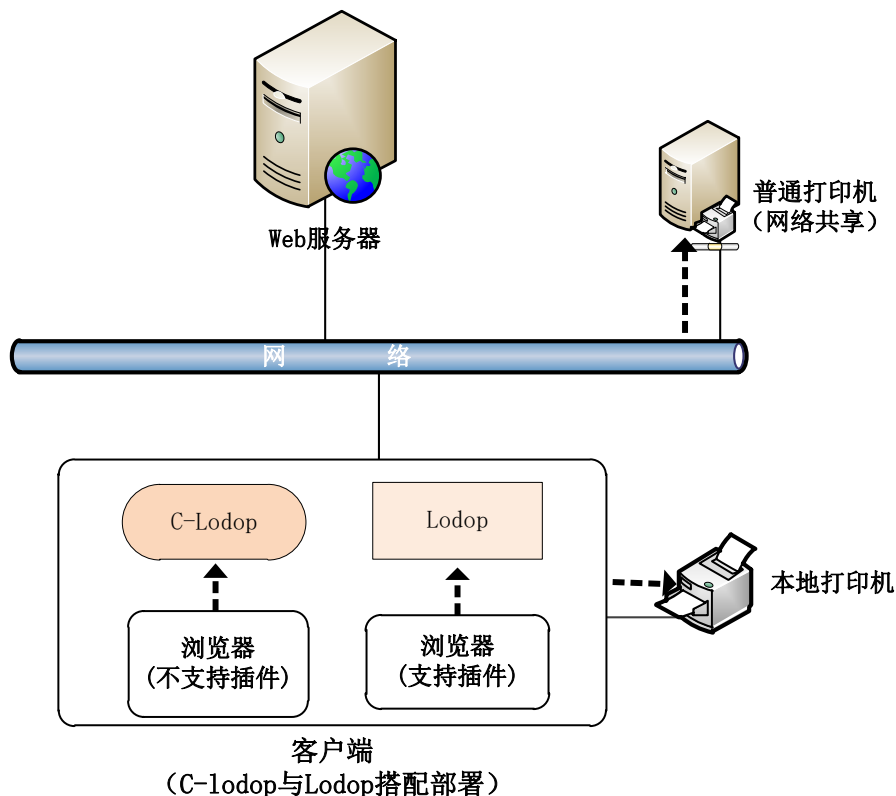 Web服务器
普通打印机
（网络共享）
网 络
C-Lodop
Lodop
浏览器
(不支持插件)
浏览器
(支持插件)
本地打印机
客户端
（C-lodop与Lodop搭配部署）